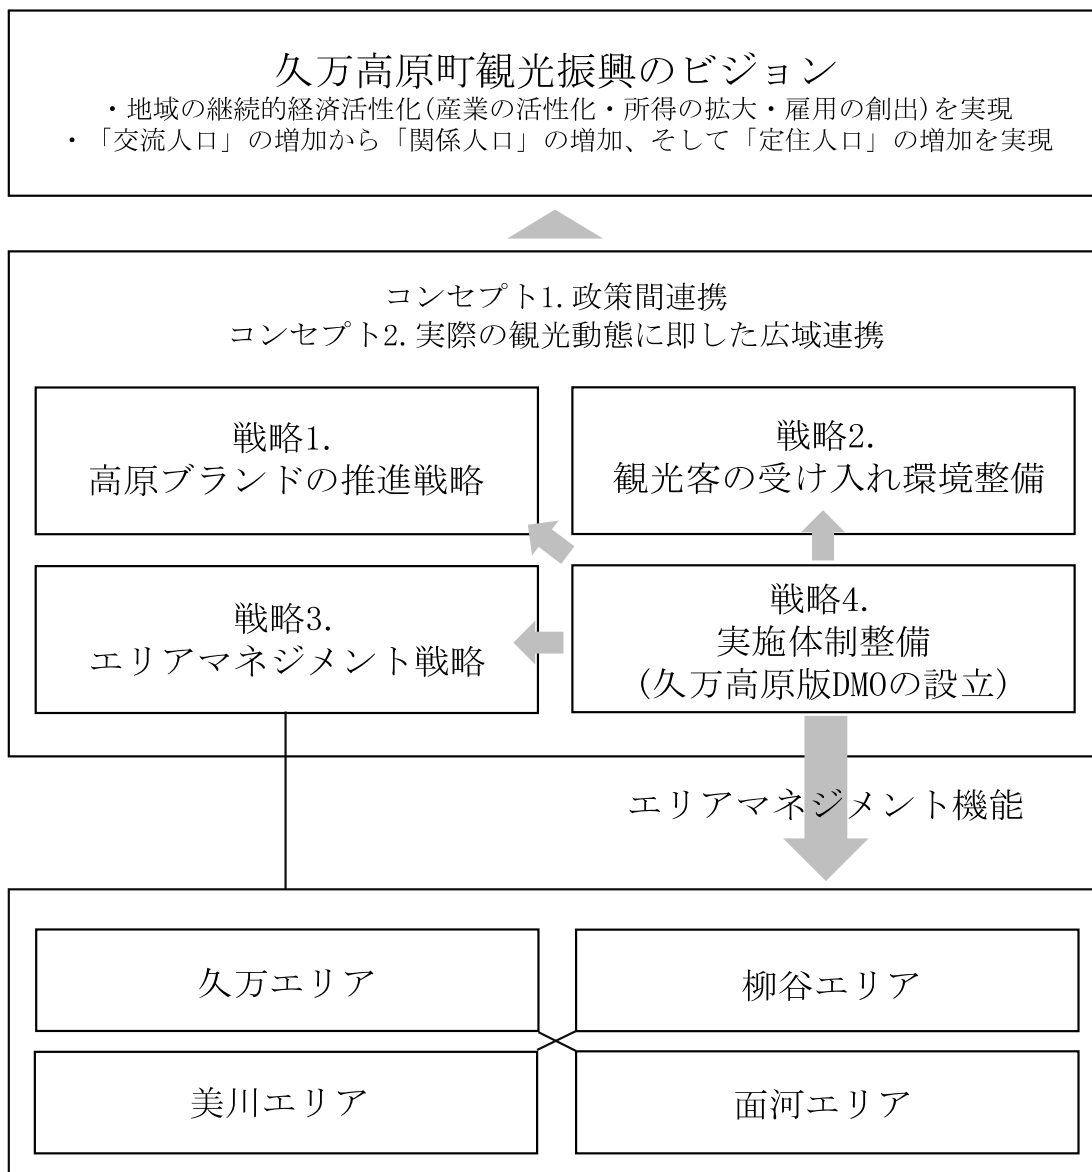 久万高原町観光振興のビジョン
・地域の継続的経済活性化(産業の活性化・所得の拡大・雇用の創出)を実現
・「交流人口」の増加から「関係人口」の増加、そして「定住人口」の増加を実現
コンセプト1.政策間連携
コンセプト2.実際の観光動態に即した広域連携
戦略1.
高原ブランドの推進戦略
戦略2.
観光客の受け入れ環境整備
戦略3.
エリアマネジメント戦略
戦略4.
実施体制整備
(久万高原版DMOの設立)
エリアマネジメント機能
久万エリア
柳谷エリア
美川エリア
面河エリア